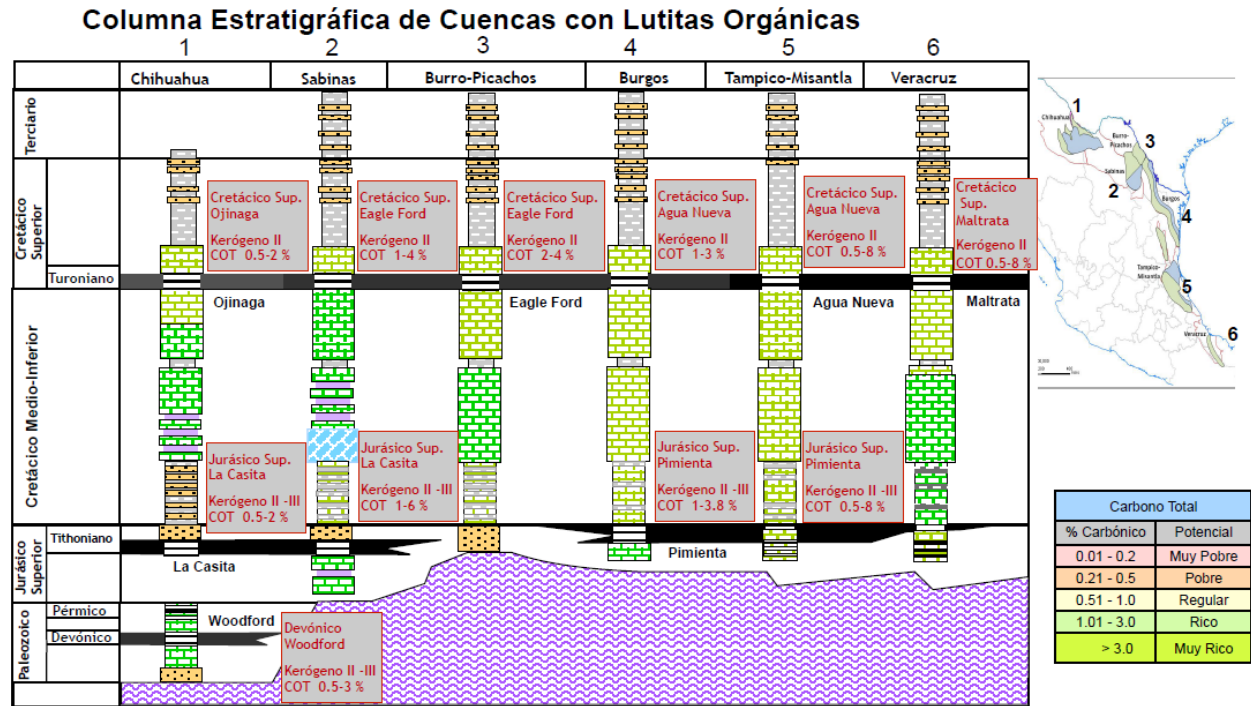 Columna Estratigráfica de Cuencas con Lutitas Orgánicas
1 2 3 4 5 6
Chihuahua Sabinas Burro-Picachos Burgos Tampico-Misantla Veracruz
Terciario
Cretácico
Superior
Turoniano
Cretácico Medio-Inferior
Jurásico
Superior
Tithoniano
Paleozoico
Pérmico
Devónico
Cretácico Sup.
Ojinaga
Kerógeno II
COT 0.5-2 %
Cretácico Sup.
Eagle Ford
Kerógeno II
COT 1-4 %
Cretácico Sup.
Eagle Ford
Kerógeno II
COT 2-4 %
Cretácico Sup.
Agua Nueva
Kerógeno II
COT 1-3 %
Cretácico Sup.
Agua Nueva
Kerógeno II
COT 0.5-8 %
Cretácico
Sup.
Maltrata
Kerógeno II
COT 0.5-8 %
Ojinaga
Eagle Ford
Agua Nueva
Maltrata
Jurásico Sup.
La Casita
Kerógeno II -III
COT 0.5-2 %
Jurásico Sup.
La Casita
Kerógeno II -III
COT 1-6 %
Jurásico Sup.
Pimienta
Kerógeno II -III
COT 1-3.8 %
Jurásico Sup.
Pimienta
Kerógeno II -III
COT 0.5-8 %
La Casita
Pimienta
Woodford
Devónico
Woodford
Kerógeno II -III
COT 0.5-3 %
1
Chihuahua
Burro-
Picachos
3
Sabinas
2
Burgos
4
Tampico-
Misantla
5
Veracruz
6
Carbono Total
% Carbónico Potencial
0.01 - 0.2 Muy Pobre
0.21 - 0.5 Pobre
0.51 - 1.0 Regular
1.01 - 3.0 Rico
> 3.0 Muy Rico